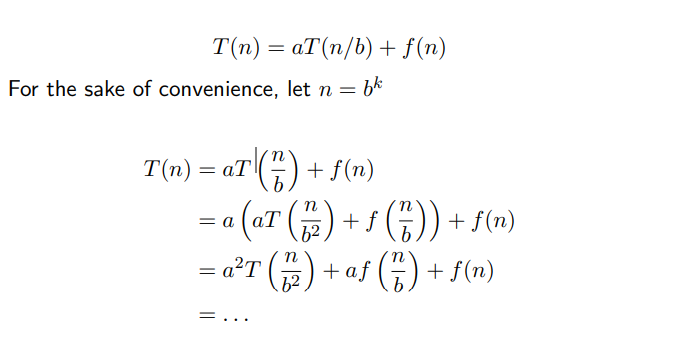 T(n) = aT(n/b) + f(n)
For the sake of convenience, let n = b^k
T(n) = aT(n/b) + f(n)
= a(aT(n/b^2) + f(n/b)) + f(n)
= a^2T(n/b^2) + af(n/b) + f(n)
= ...